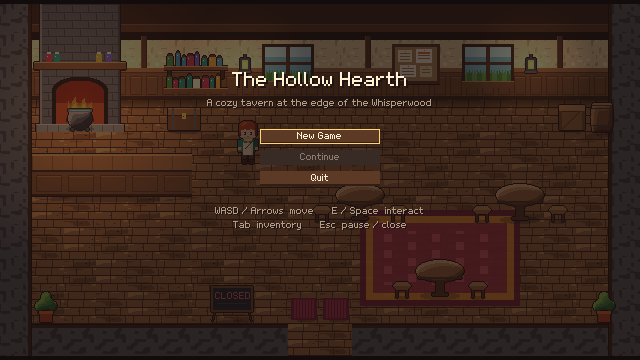 The Hollow Hearth
A cozy tavern at the edge of the Whisperwood
New Game
Continue
Quit
WASD / Arrows move E / Space interact
Tab inventory Esc pause / close
CLOSED